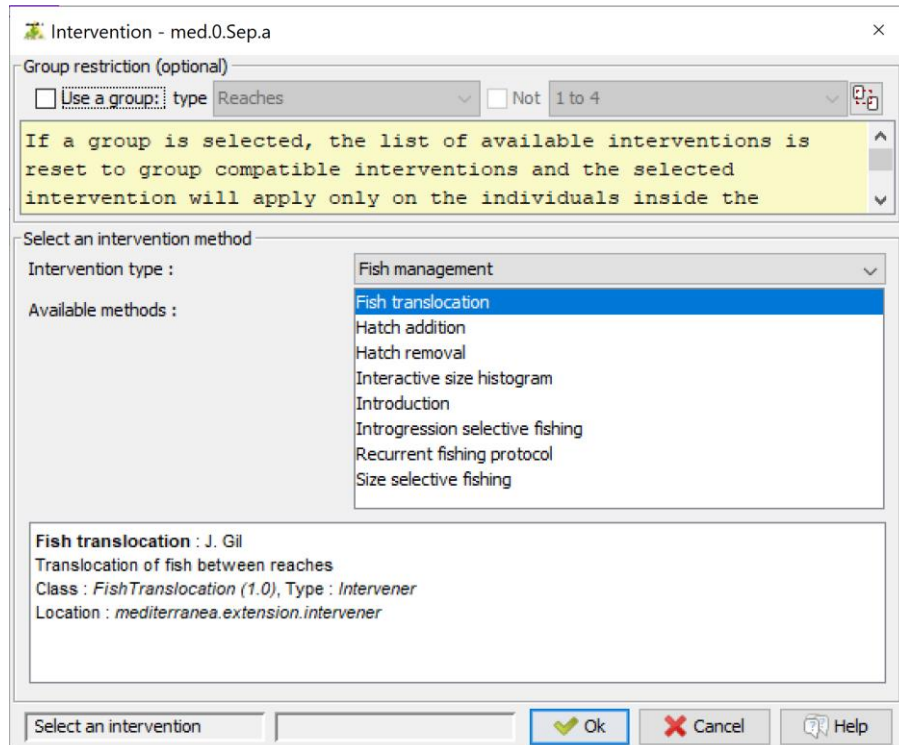 Intervention - med.0.Sep.a
Group restriction (optional)
Use a group: type Reaches Not 1 to 4
If a group is selected, the list of available interventions is
reset to group compatible interventions and the selected
intervention will apply only on the individuals inside the
Select an intervention method
Intervention type : Fish management
Available methods : Fish translocation
Hatch addition
Hatch removal
Interactive size histogram
Introduction
Introgression selective fishing
Recurrent fishing protocol
Size selective fishing
Fish translocation : J. Gil
Translocation of fish between reaches
Class : FishTranslocation (1.0), Type : Intervener
Location : mediterranea.extension.intervener
Select an intervention Ok Cancel Help